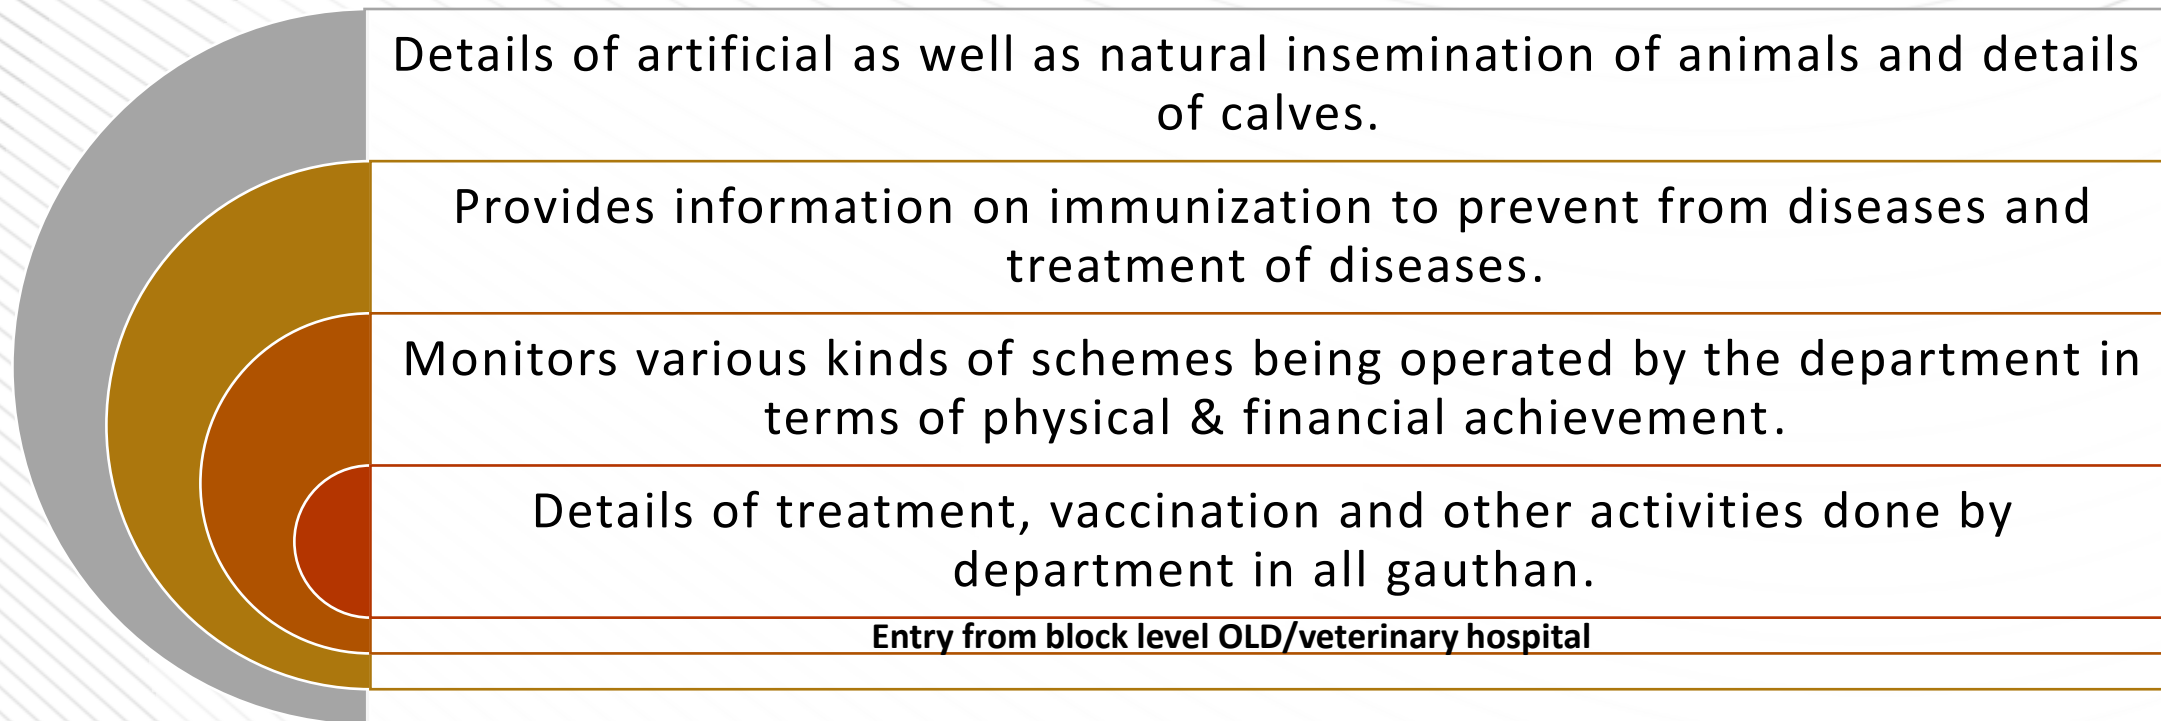 Details of artificial as well as natural insemination of animals and details
of calves.
Provides information on immunization to prevent from diseases and
treatment of diseases.
Monitors various kinds of schemes being operated by the department in
terms of physical & financial achievement.
Details of treatment, vaccination and other activities done by
department in all gauthan.
Entry from block level OLD/veterinary hospital